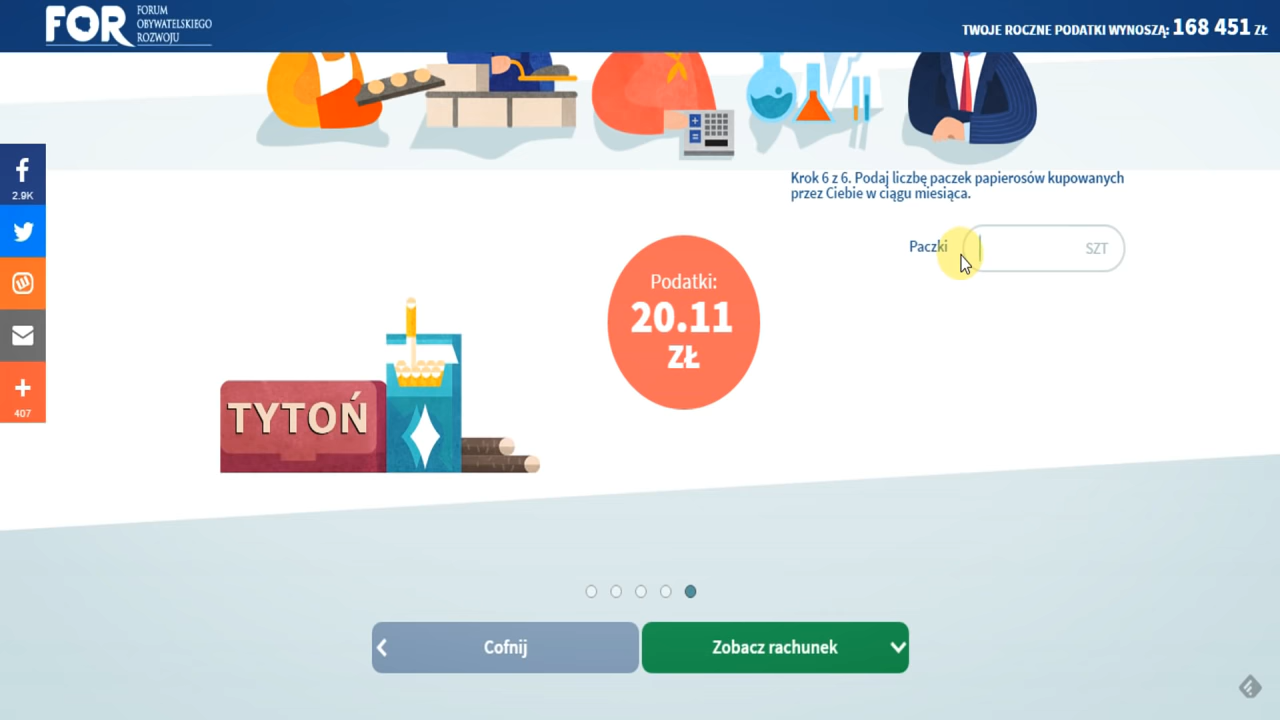 FOR
FORUM
OBYWATELSKIEGO
ROZWOJU
TWOJE ROCZNE PODATKI WYNOSZĄ: 168 451 ZŁ
2.9K
407
Krok 6 z 6. Podaj liczbę paczek papierosów kupowanych
przez Ciebie w ciągu miesiąca.
Paczki
SZT
Podatki:
20.11
ZŁ
TYTOŃ
Cofnij
Zobacz rachunek